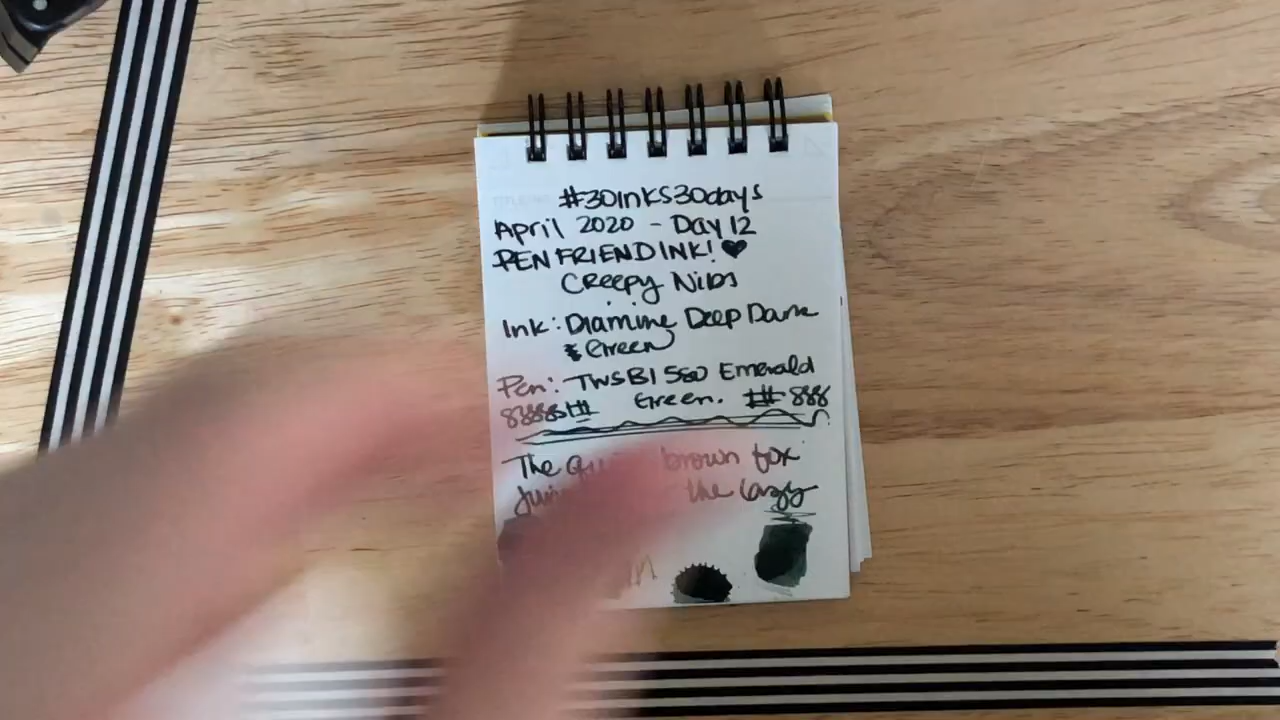 #30inks30days
April 2020 - Day 12
PEN FRIEND INK! ♥
Creepy Nibs
Ink: Diamine Deep Dark
Green
Pen: TWSBI 580 Emerald
Green.
The brown fox
the lazy